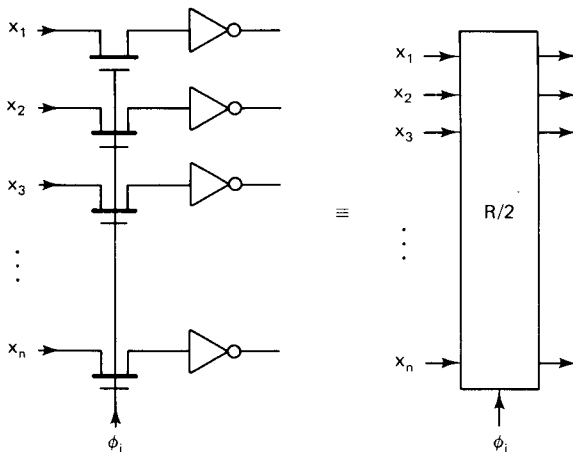 x₁
x₂
x₃
⋮
xₙ
ϕᵢ
≡
x₁
x₂
x₃
⋮
xₙ
R/2
ϕᵢ